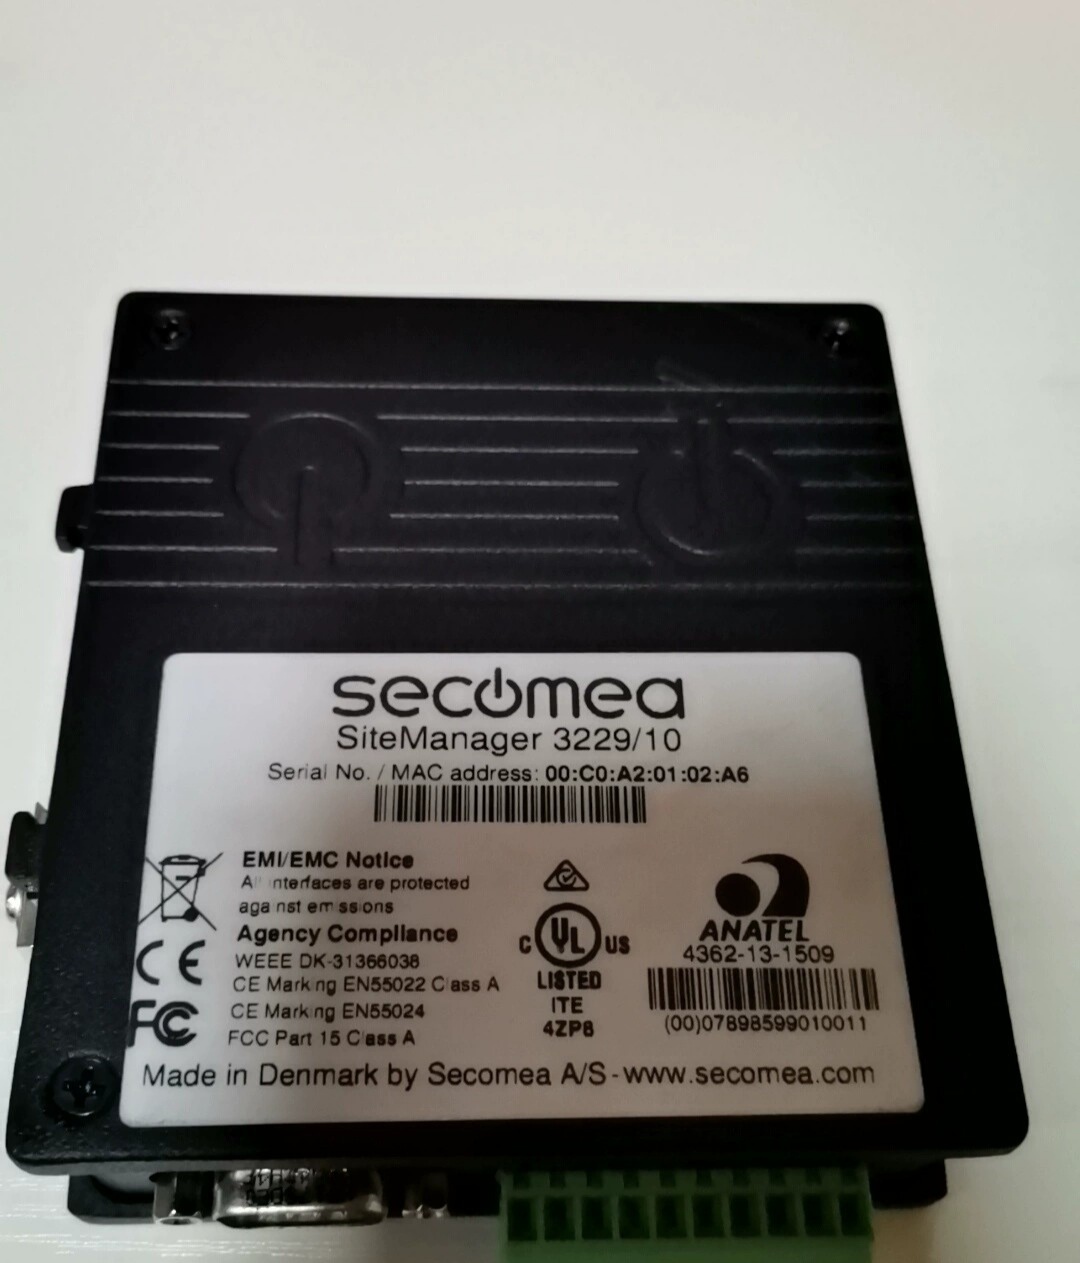 secomea
SiteManager 3229/10
Serial No. / MAC address: 00:C0:A2:01:02:A6
EMI/EMC Notice
All interfaces are protected
against emissions
Agency Compliance
WEEE DK-31366038
CE Marking EN55022 Class A
CE Marking EN55024
FCC Part 15 Class A
CE
FC
C UL US
LISTED
ITE
4ZP8
ANATEL
4362-13-1509
(00)07898599010011
Made in Denmark by Secomea A/S - www.secomea.com